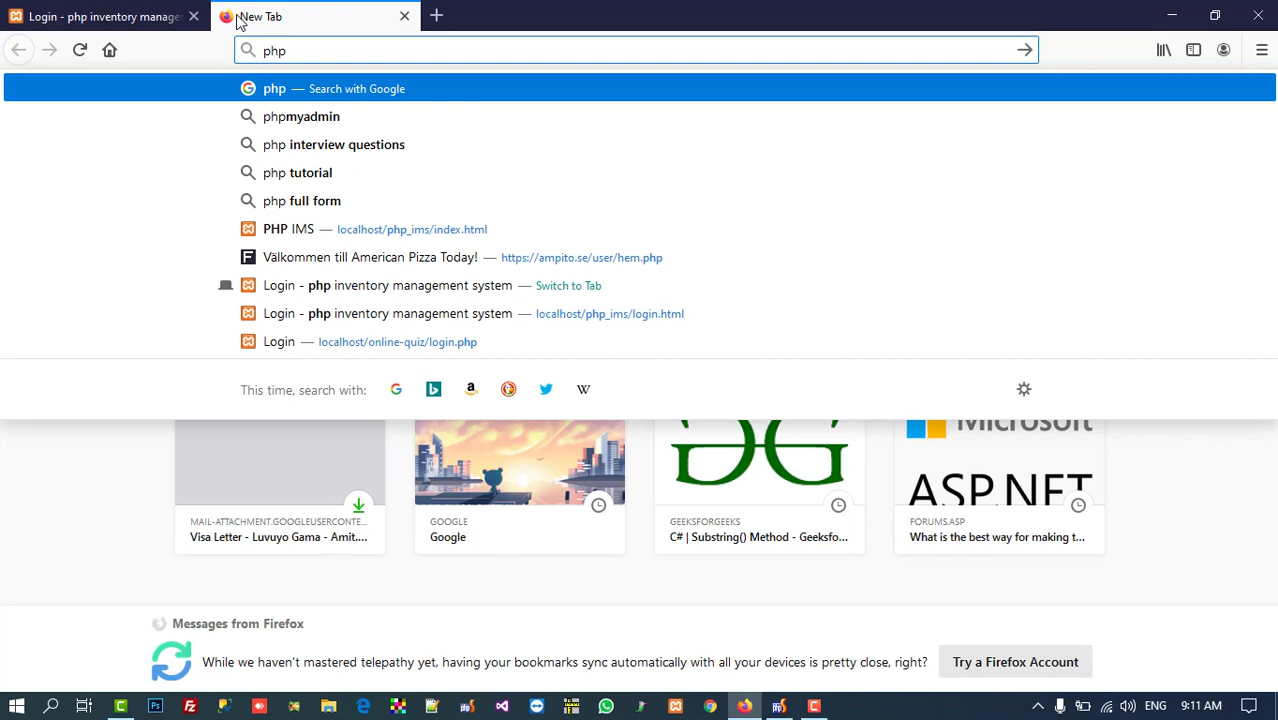 Login - php inventory manage
New Tab
php
php — Search with Google
phpmyadmin
php interview questions
php tutorial
php full form
PHP IMS — localhost/php_ims/index.html
Välkommen till American Pizza Today! — https://ampito.se/user/hem.php
Login - php inventory management system — Switch to Tab
Login - php inventory management system — localhost/php_ims/login.html
Login — localhost/online-quiz/login.php
This time, search with:
Microsoft
ASP.NET
MAIL-ATTACHMENT.GOOGLEUSERCONTE...
Visa Letter - Luvuyo Gama - Amit....
GOOGLE
Google
GEEKSFORGEEKS
C# | Substring() Method - Geeksfo...
FORUMS.ASP
What is the best way for making t...
Messages from Firefox
While we haven't mastered telepathy yet, having your bookmarks sync automatically with all your devices is pretty close, right?
Try a Firefox Account
ENG
9:11 AM